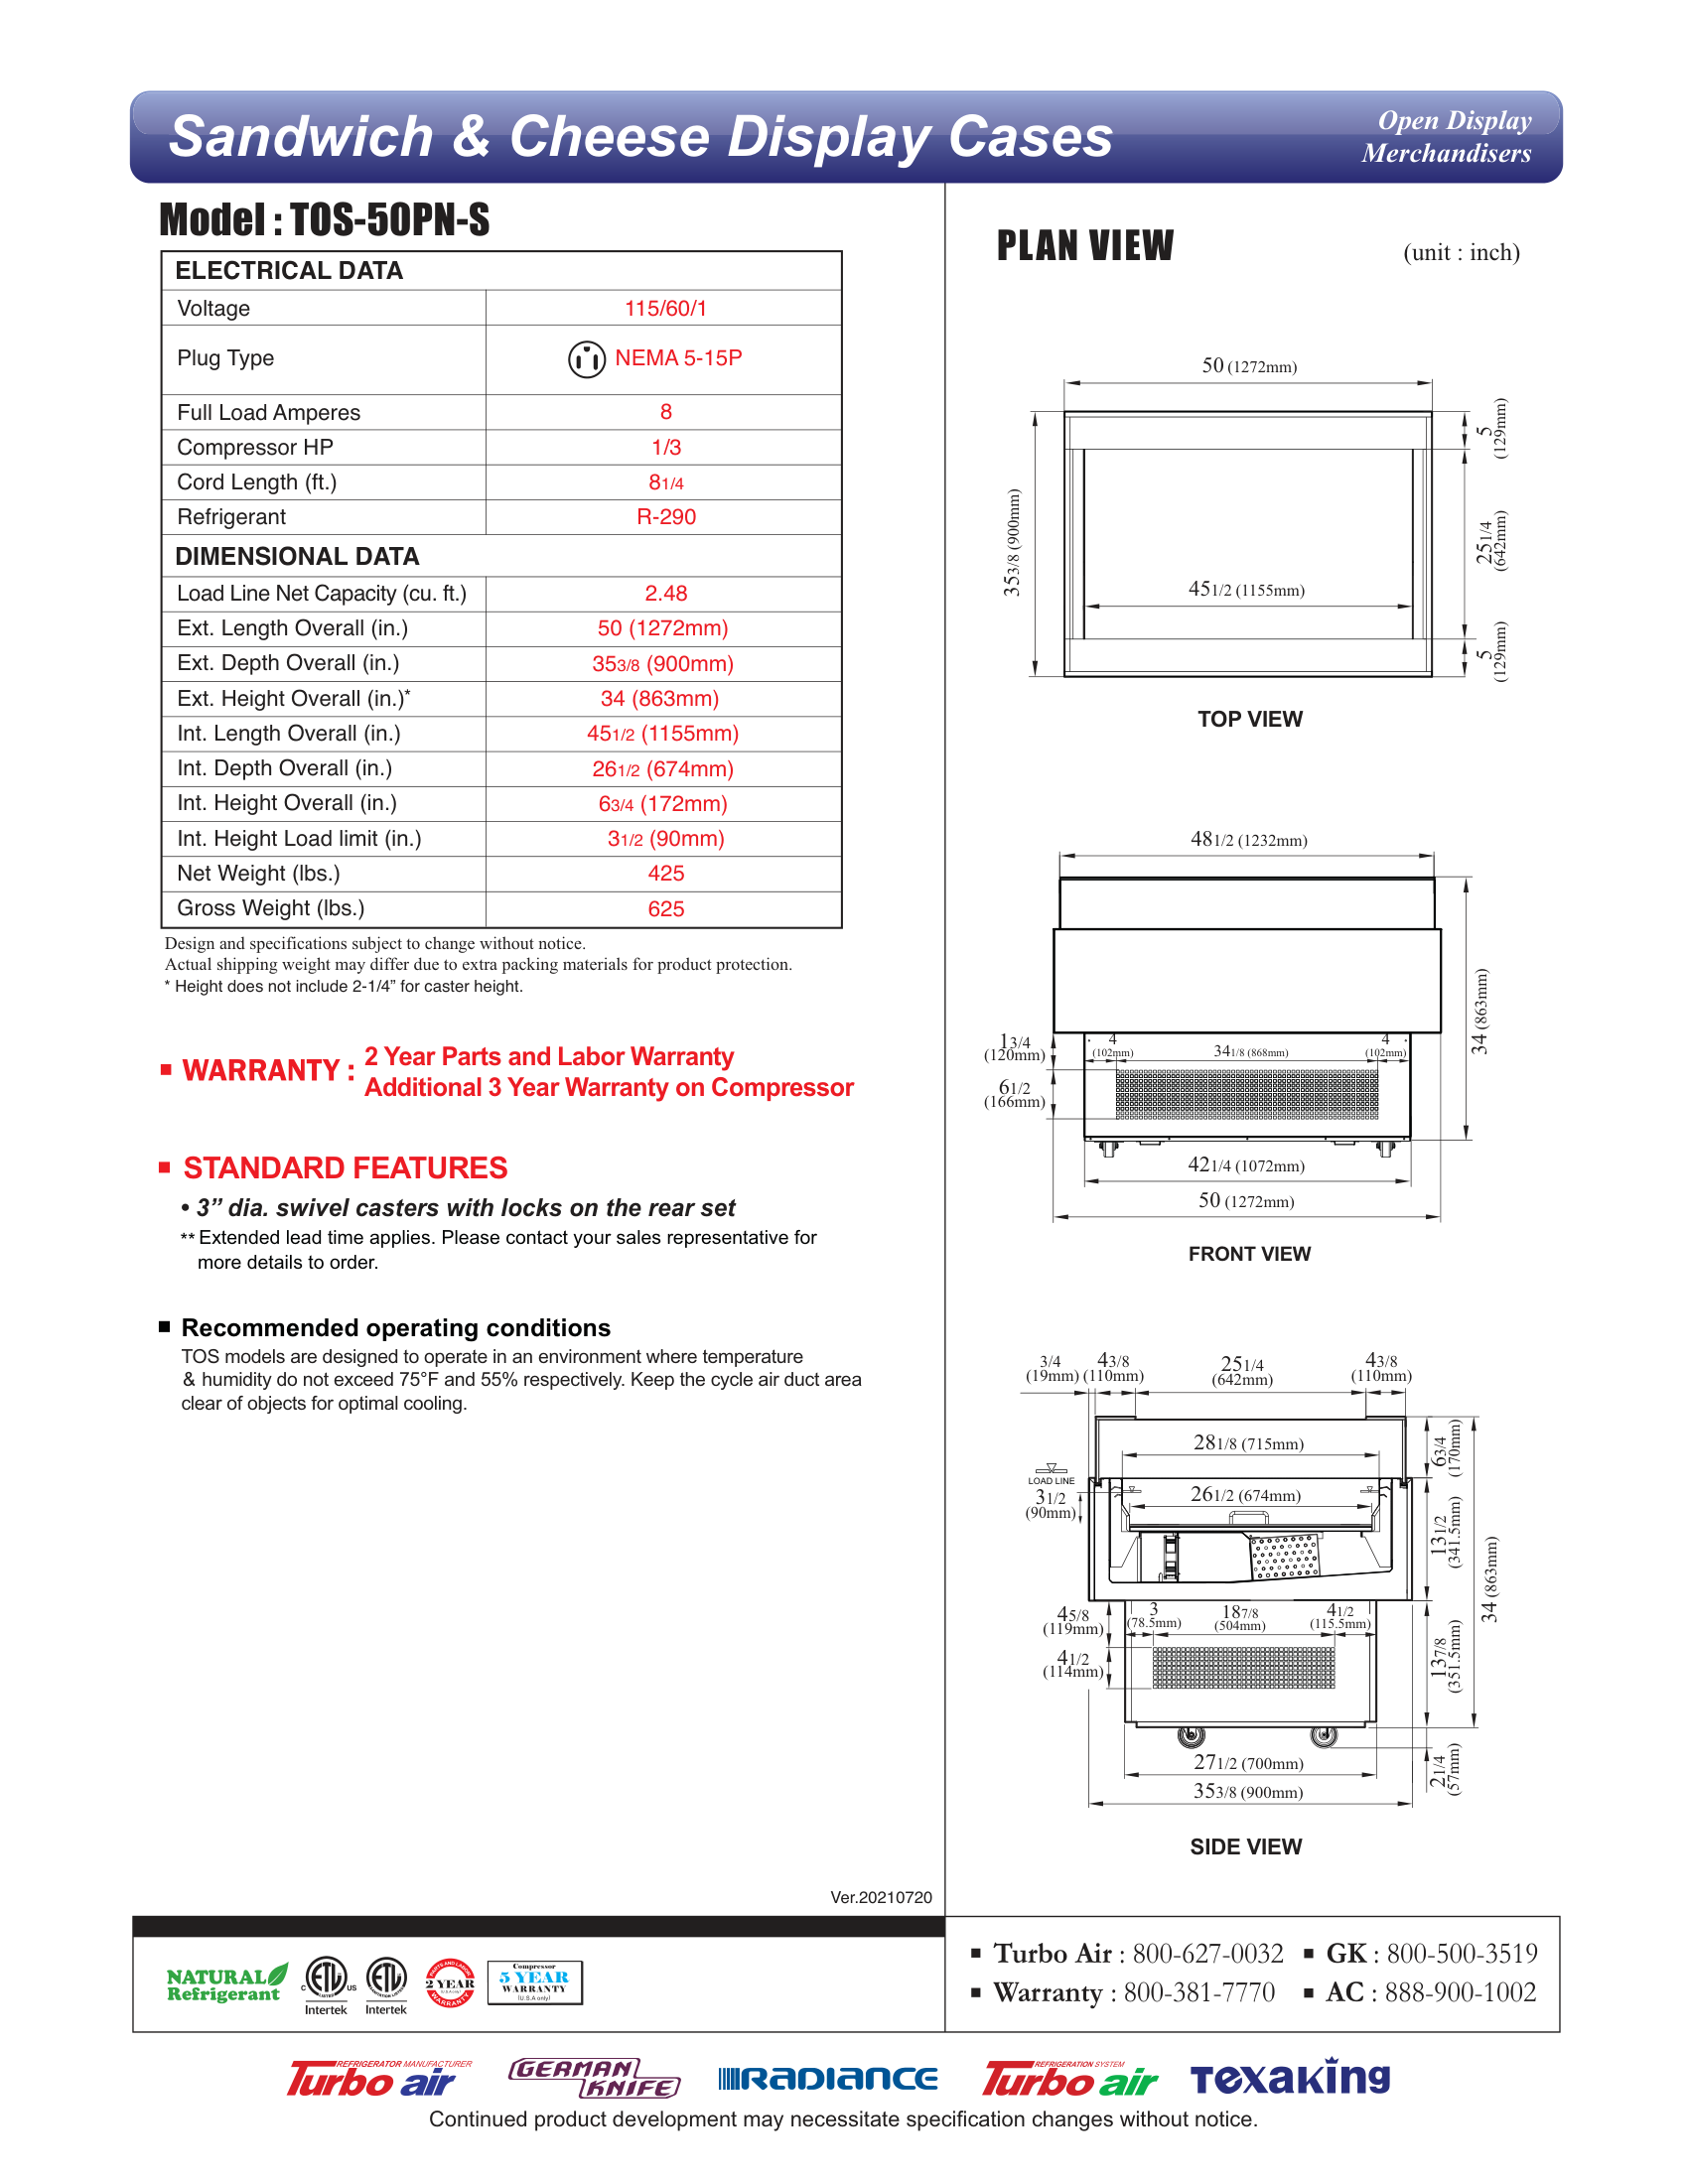 Sandwich & Cheese Display Cases
Open Display
Merchandisers
Model : TOS-50PN-S
ELECTRICAL DATA
Voltage 115/60/1
Plug Type NEMA 5-15P
Full Load Amperes 8
Compressor HP 1/3
Cord Length (ft.) 8 1/4
Refrigerant R-290
DIMENSIONAL DATA
Load Line Net Capacity (cu. ft.) 2.48
Ext. Length Overall (in.) 50 (1272mm)
Ext. Depth Overall (in.) 35 3/8 (900mm)
Ext. Height Overall (in.)* 34 (863mm)
Int. Length Overall (in.) 45 1/2 (1155mm)
Int. Depth Overall (in.) 26 1/2 (674mm)
Int. Height Overall (in.) 6 3/4 (172mm)
Int. Height Load limit (in.) 3 1/2 (90mm)
Net Weight (lbs.) 425
Gross Weight (lbs.) 625
Design and specifications subject to change without notice.
Actual shipping weight may differ due to extra packing materials for product protection.
* Height does not include 2-1/4” for caster height.
▪ WARRANTY : 2 Year Parts and Labor Warranty
Additional 3 Year Warranty on Compressor
▪ STANDARD FEATURES
• 3” dia. swivel casters with locks on the rear set
** Extended lead time applies. Please contact your sales representative for
more details to order.
▪ Recommended operating conditions
TOS models are designed to operate in an environment where temperature
& humidity do not exceed 75°F and 55% respectively. Keep the cycle air duct area
clear of objects for optimal cooling.
Ver.20210720
PLAN VIEW (unit : inch)
50 (1272mm)
35 3/8 (900mm)
5
(129mm)
25 1/4
(642mm)
45 1/2 (1155mm)
5
(129mm)
TOP VIEW
48 1/2 (1232mm)
34 (863mm)
1 3/4
(120mm)
4
(102mm)
34 1/8 (868mm)
4
(102mm)
6 1/2
(166mm)
42 1/4 (1072mm)
50 (1272mm)
FRONT VIEW
3/4
(19mm)
4 3/8
(110mm)
25 1/4
(642mm)
4 3/8
(110mm)
28 1/8 (715mm)
6 3/4
(170mm)
LOAD LINE
3 1/2
(90mm)
26 1/2 (674mm)
13 1/2
(341.5mm)
34 (863mm)
4 5/8
(119mm)
3
(78.5mm)
18 7/8
(504mm)
4 1/2
(115.5mm)
4 1/2
(114mm)
13 7/8
(351.5mm)
27 1/2 (700mm)
2 1/4
(57mm)
35 3/8 (900mm)
SIDE VIEW
NATURAL
Refrigerant
C ETL US
Intertek
ETL
Intertek
PARTS AND LABOR
2 YEAR
WARRANTY
Compressor
5 YEAR
WARRANTY
(U.S.A only)
▪ Turbo Air : 800-627-0032 ▪ GK : 800-500-3519
▪ Warranty : 800-381-7770 ▪ AC : 888-900-1002
REFRIGERATOR MANUFACTURER
Turbo air
GERMAN
KNIFE
RADIANCE
REFRIGERATION SYSTEM
Turbo air
TEXAKING
Continued product development may necessitate specification changes without notice.